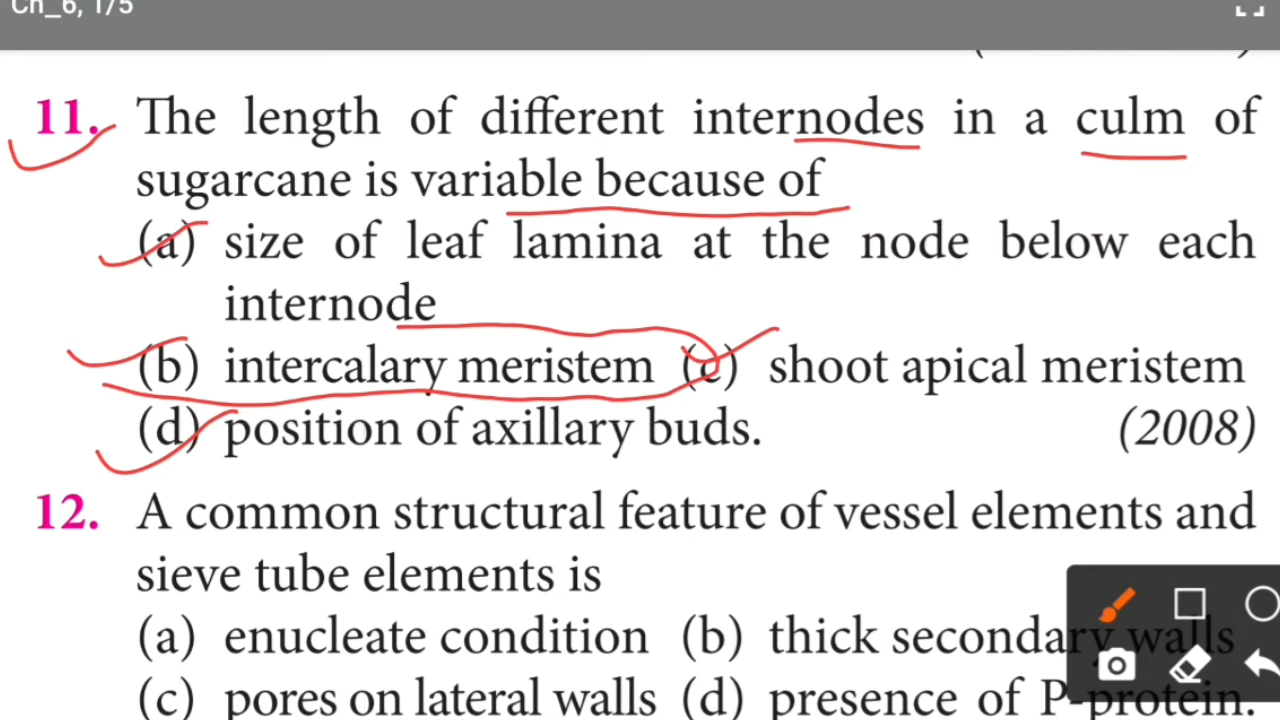 Ch_6, 1/5
11. The length of different internodes in a culm of
sugarcane is variable because of
(a) size of leaf lamina at the node below each
internode
(b) intercalary meristem (c) shoot apical meristem
(d) position of axillary buds. (2008)
12. A common structural feature of vessel elements and
sieve tube elements is
(a) enucleate condition (b) thick secondary walls
(c) pores on lateral walls (d) presence of P-protein.